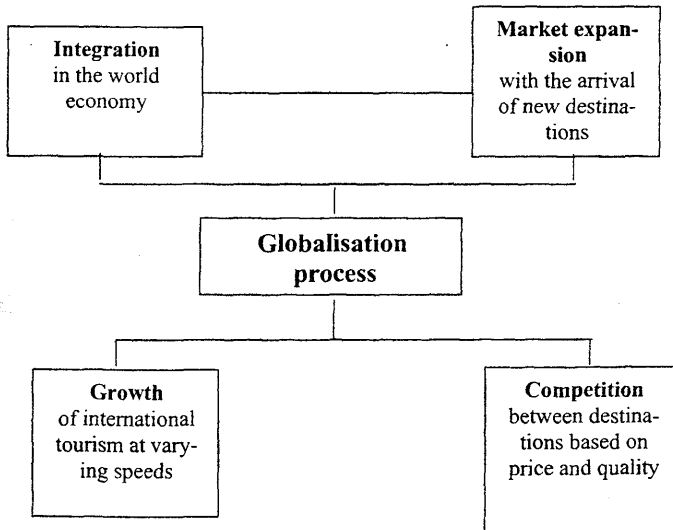 Integration
in the world
economy
Market expan-
sion
with the arrival
of new destina-
tions
Globalisation
process
Growth
of international
tourism at vary-
ing speeds
Competition
between destina-
tions based on
price and quality